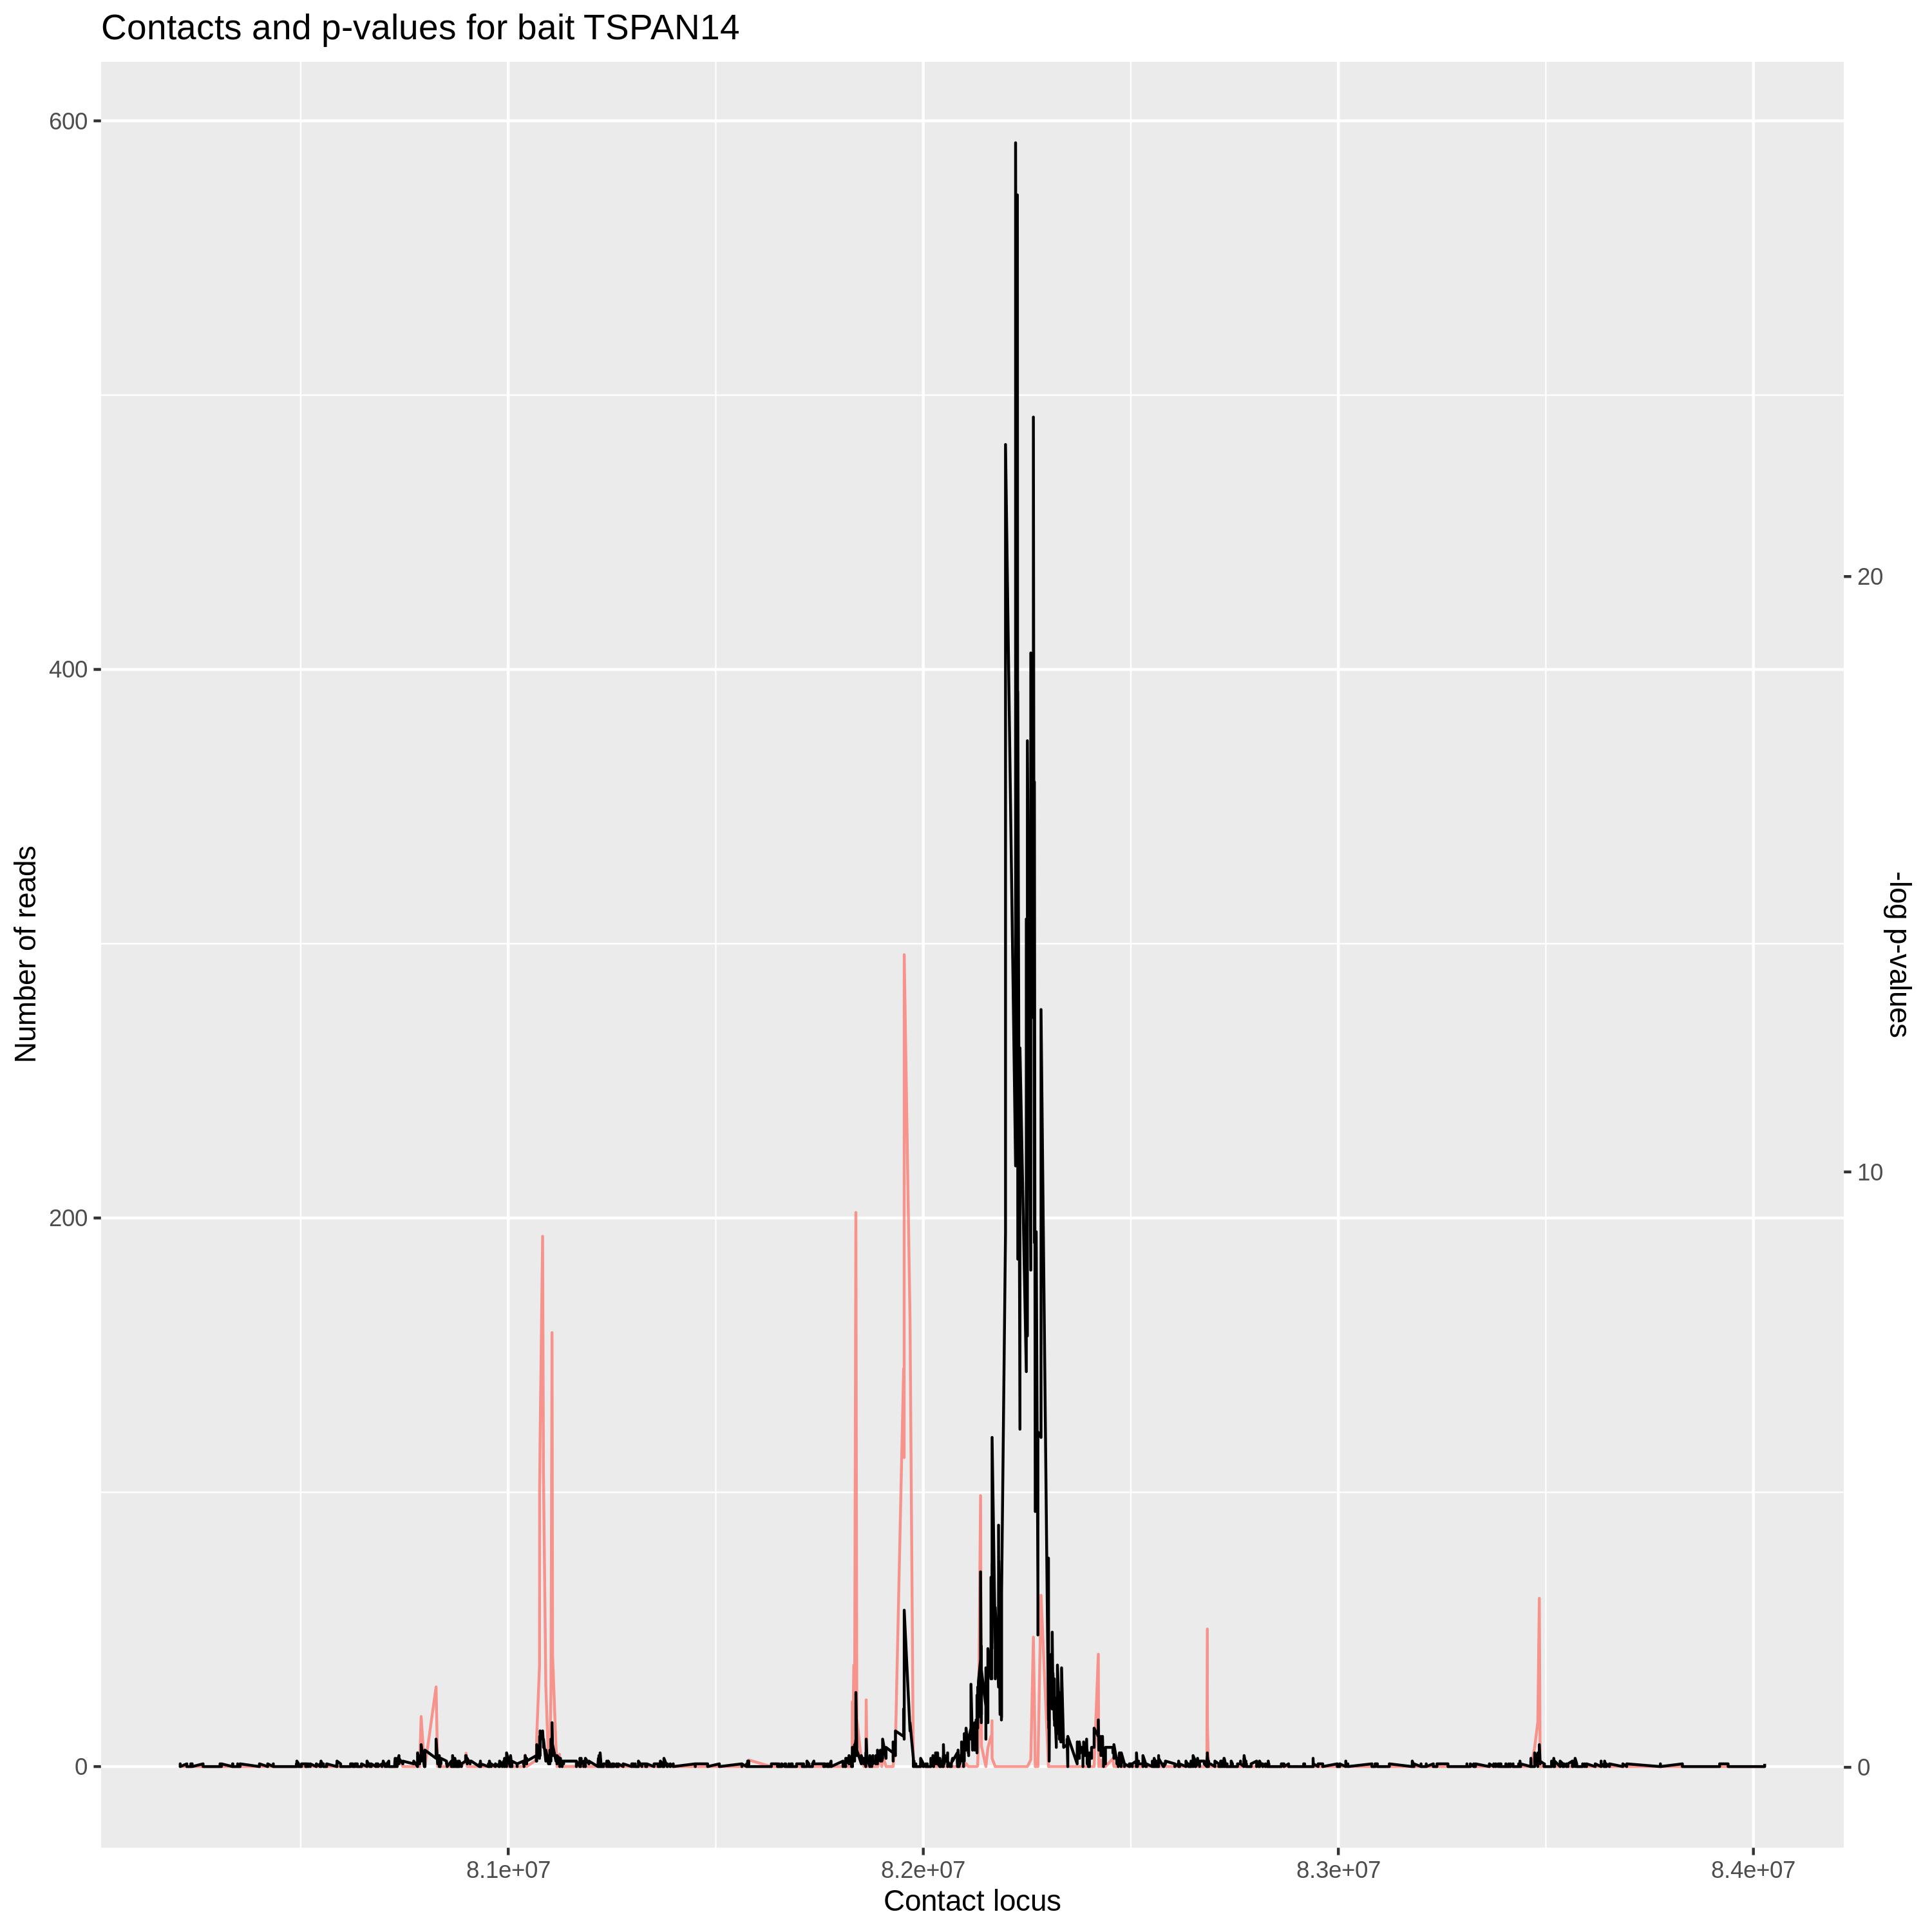 Contacts and p-values for bait TSPAN14
600
400
200
0
Number of reads
20
10
0
-log p-values
8.1e+07
8.2e+07
8.3e+07
8.4e+07
Contact locus